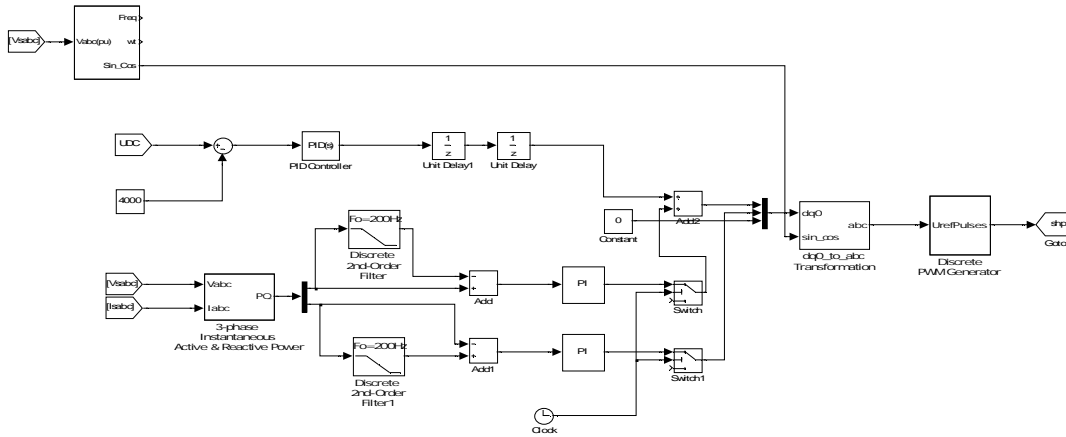 Freq
[Vsabc]
Vabc(pu)
wt
Sin_Cos
UDC
PID(s)
1
z
1
z
PID Controller
Unit Delay1
Unit Delay
4000
0
Constant
Add2
dq0
abc
sin_cos
dq0_to_abc
Transformation
Uref
Pulses
Discrete
PWM Generator
shp
Goto
Fo=200Hz
Discrete
2nd-Order
Filter
[Vsabc]
Vabc
PQ
[Isabc]
Iabc
3-phase
Instantaneous
Active & Reactive Power
Add
PI
Switch
Fo=200Hz
Discrete
2nd-Order
Filter1
Add1
PI
Switch1
Clock